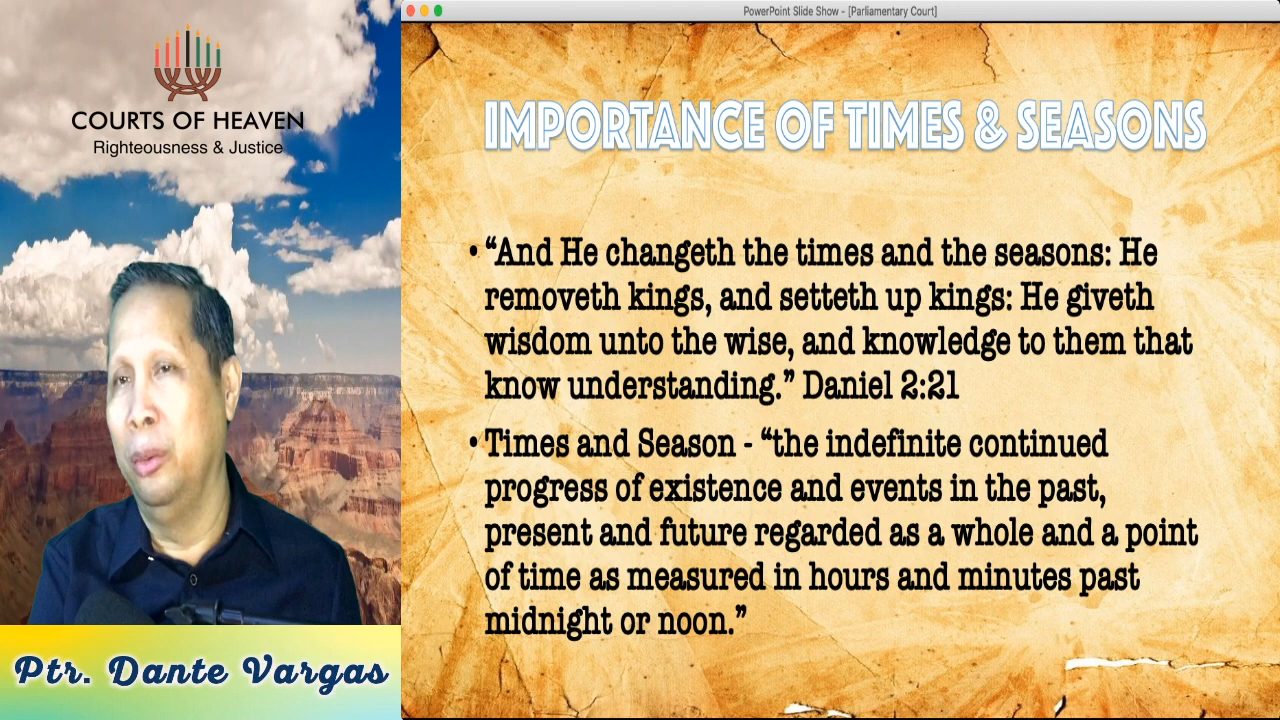 PowerPoint Slide Show - [Parliamentary Court]
COURTS OF HEAVEN
Righteousness & Justice
IMPORTANCE OF TIMES & SEASONS
• “And He changeth the times and the seasons: He
removeth kings, and setteth up kings: He giveth
wisdom unto the wise, and knowledge to them that
know understanding.” Daniel 2:21
• Times and Season - “the indefinite continued
progress of existence and events in the past,
present and future regarded as a whole and a point
of time as measured in hours and minutes past
midnight or noon.”
Ptr. Dante Vargas